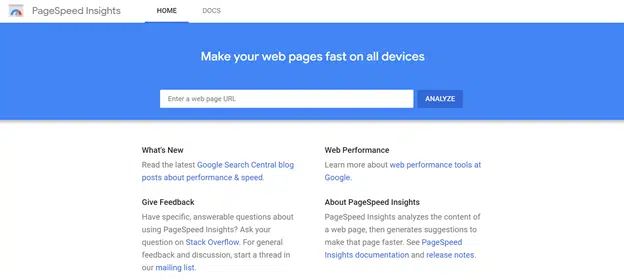 PageSpeed Insights
HOME
DOCS
Make your web pages fast on all devices
Enter a web page URL
ANALYZE
What's New
Read the latest Google Search Central blog
posts about performance & speed.
Web Performance
Learn more about web performance tools at
Google.
Give Feedback
Have specific, answerable questions about
using PageSpeed Insights? Ask your
question on Stack Overflow. For general
feedback and discussion, start a thread in
our mailing list.
About PageSpeed Insights
PageSpeed Insights analyzes the content of
a web page, then generates suggestions to
make that page faster. See PageSpeed
Insights documentation and release notes.